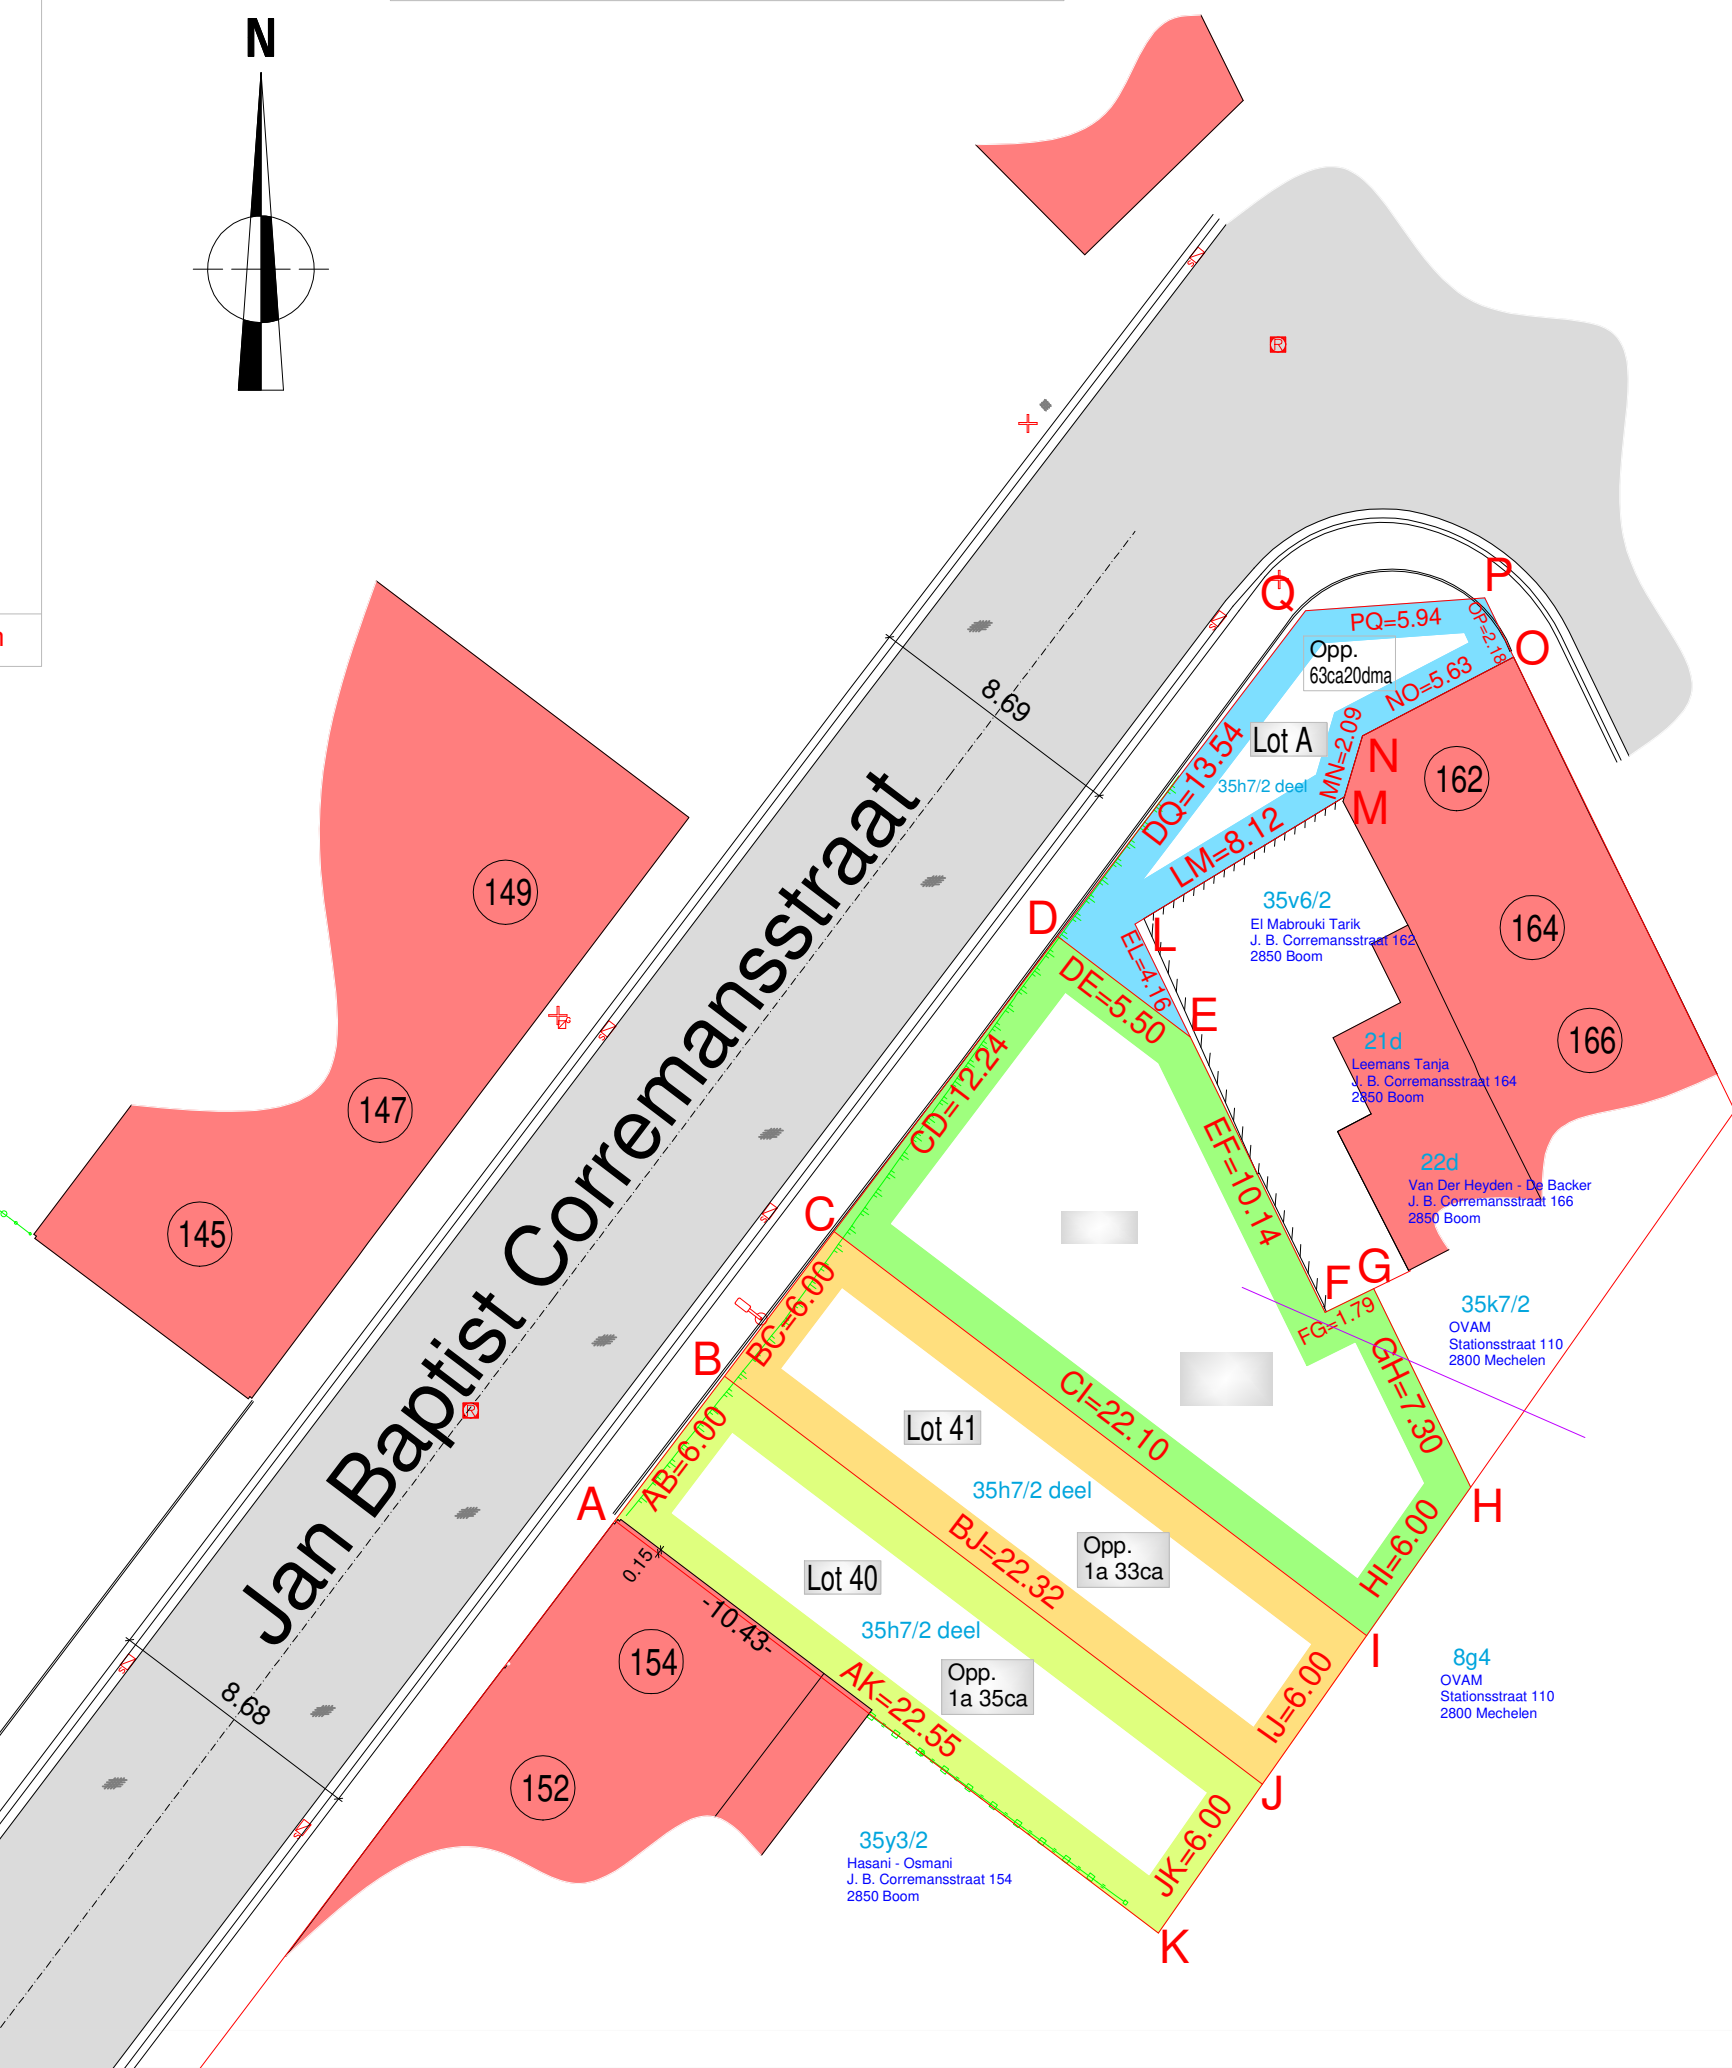 N
Jan Baptist Corremansstraat
8.69
8.68
149
147
145
Q
P
O
PQ=5.94
OP=2.18
Opp.
63ca20dma
NO=5.63
Lot A
MN=2.09
N
M
DQ=13.54
35h7/2 deel
LM=8.12
162
164
166
35v6/2
El Mabrouki Tarik
J. B. Corremansstraat 162
2850 Boom
D
L
EL=4.16
DE=5.50
E
21d
Leemans Tanja
J. B. Corremansstraat 164
2850 Boom
CD=12.24
EF=10.14
22d
Van Der Heyden - De Backer
J. B. Corremansstraat 166
2850 Boom
C
F
G
FG=1.79
GH=7.30
35k7/2
OVAM
Stationsstraat 110
2800 Mechelen
BC=6.00
B
CI=22.10
Lot 41
35h7/2 deel
Opp.
1a 33ca
AB=6.00
A
BJ=22.32
H
HI=6.00
0.15
-10.43-
Lot 40
35h7/2 deel
Opp.
1a 35ca
154
AK=22.55
I
IJ=6.00
8g4
OVAM
Stationsstraat 110
2800 Mechelen
152
J
JK=6.00
35y3/2
Hasani - Osmani
J. B. Corremansstraat 154
2850 Boom
K
R
R